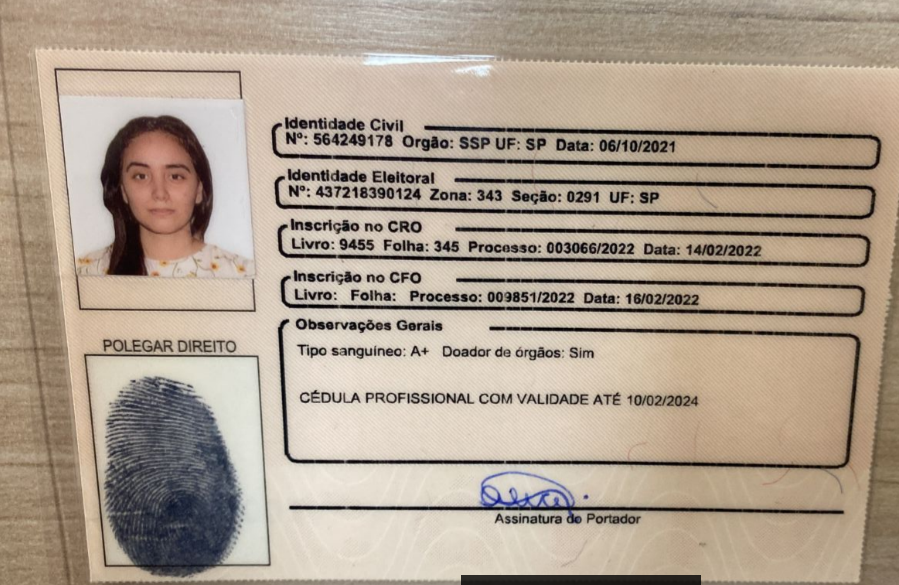 Identidade Civil
Nº: 564249178 Orgão: SSP UF: SP Data: 06/10/2021
Identidade Eleitoral
Nº: 437218390124 Zona: 343 Seção: 0291 UF: SP
Inscrição no CRO
Livro: 9455 Folha: 345 Processo: 003066/2022 Data: 14/02/2022
Inscrição no CFO
Livro: Folha: Processo: 009851/2022 Data: 16/02/2022
Observações Gerais
POLEGAR DIREITO
Tipo sanguíneo: A+ Doador de órgãos: Sim
CÉDULA PROFISSIONAL COM VALIDADE ATÉ 10/02/2024
Assinatura do Portador